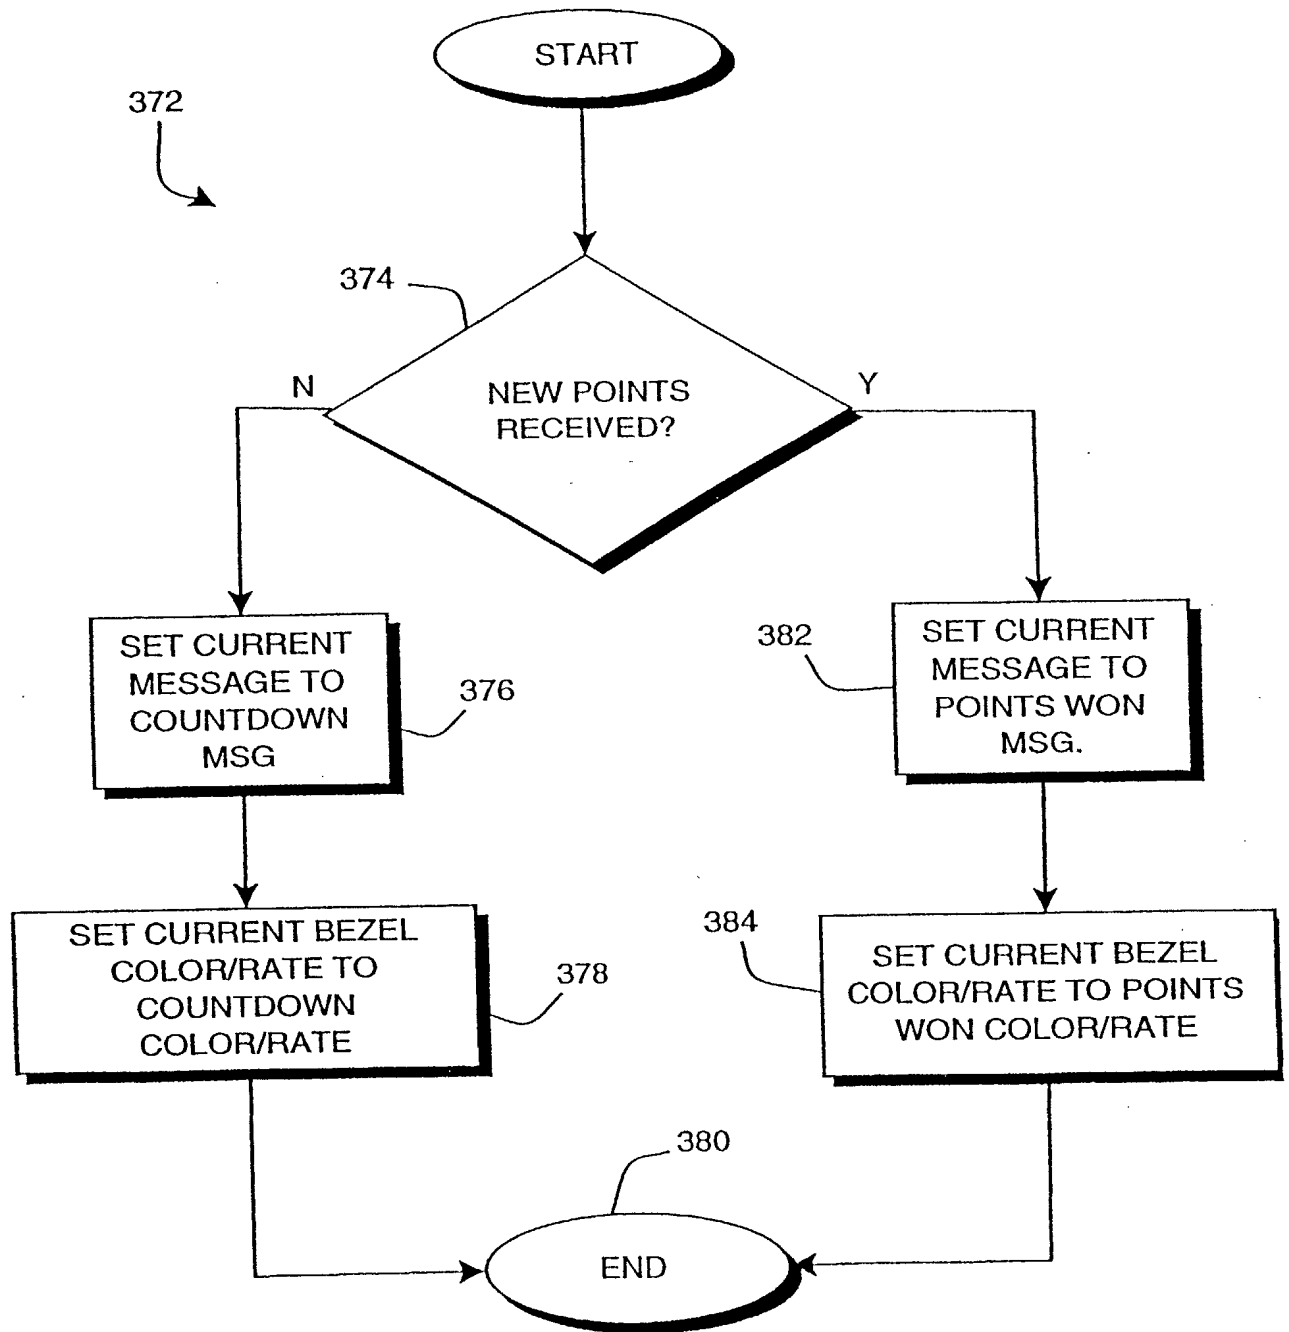 START
372
374
N
Y
NEW POINTS
RECEIVED?
SET CURRENT
MESSAGE TO
COUNTDOWN
MSG
376
382
SET CURRENT
MESSAGE TO
POINTS WON
MSG.
SET CURRENT BEZEL
COLOR/RATE TO
COUNTDOWN
COLOR/RATE
378
384
SET CURRENT BEZEL
COLOR/RATE TO POINTS
WON COLOR/RATE
380
END